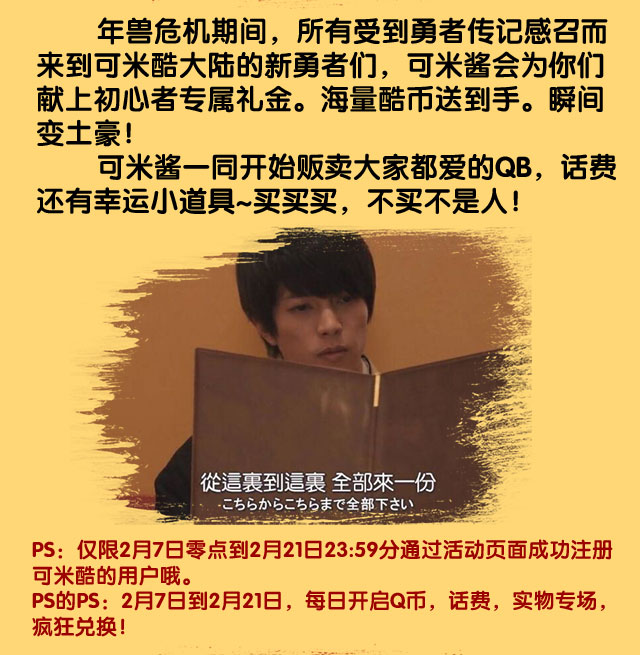 年兽危机期间，所有受到勇者传记感召而
来到可米酷大陆的新勇者们，可米酱会为你们
献上初心者专属礼金。海量酷币送到手。瞬间
变土豪！
可米酱一同开始贩卖大家都爱的QB，话费
还有幸运小道具~买买买，不买不是人！
從這裏到這裏 全部來一份
こちらからこちらまで全部下さい
PS：仅限2月7日零点到2月21日23:59分通过活动页面成功注册
可米酷的用户哦。
PS的PS：2月7日到2月21日，每日开启Q币，话费，实物专场，
疯狂兑换！